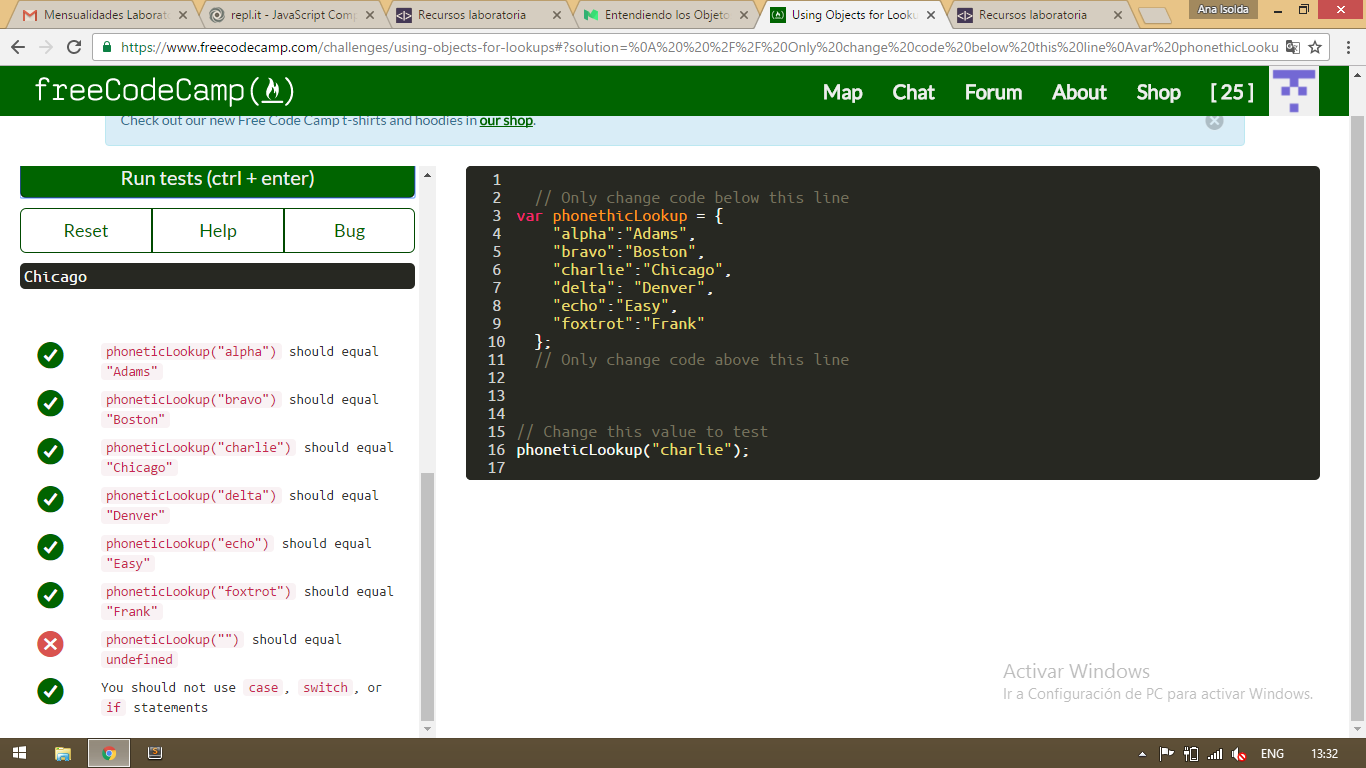 Mensualidades Laborat
repl.it - JavaScript Comp
Recursos laboratoria
Entendiendo los Objeto
Using Objects for Looku
Recursos laboratoria
Ana Isolda
https://www.freecodecamp.com/challenges/using-objects-for-lookups#?solution=%0A%20%20%2F%2F%20Only%20change%20code%20below%20this%20line%0Avar%20phonethicLooku
freeCodeCamp
Map
Chat
Forum
About
Shop
[ 25 ]
Check out our new Free Code Camp t-shirts and hoodies in our shop.
Run tests (ctrl + enter)
Reset
Help
Bug
Chicago
phoneticLookup("alpha") should equal
"Adams"
phoneticLookup("bravo") should equal
"Boston"
phoneticLookup("charlie") should equal
"Chicago"
phoneticLookup("delta") should equal
"Denver"
phoneticLookup("echo") should equal
"Easy"
phoneticLookup("foxtrot") should equal
"Frank"
phoneticLookup("") should equal
undefined
You should not use case, switch, or
if statements
1
2 // Only change code below this line
3 var phonethicLookup = {
4 "alpha":"Adams",
5 "bravo":"Boston",
6 "charlie":"Chicago",
7 "delta": "Denver",
8 "echo":"Easy",
9 "foxtrot":"Frank"
10 };
11 // Only change code above this line
12
13
14
15 // Change this value to test
16 phoneticLookup("charlie");
17
Activar Windows
Ir a Configuración de PC para activar Windows.
ENG
13:32